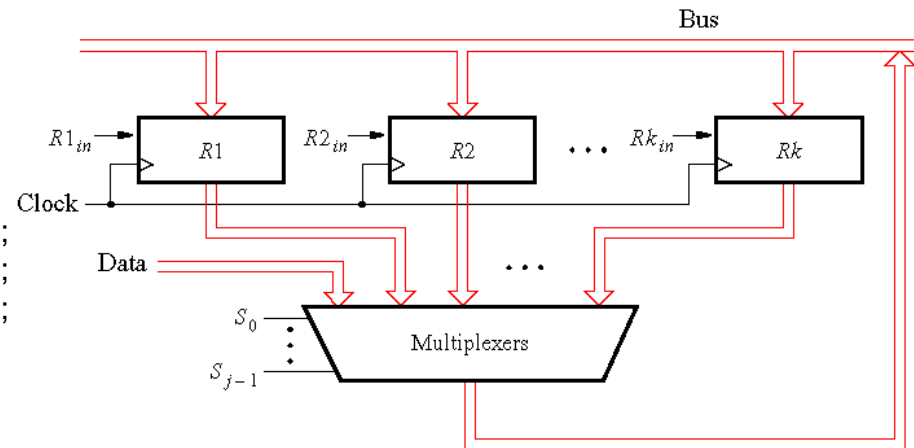 Bus
R1in R1 R2in R2 • • • Rkin Rk
Clock
;
Data • • •
;
;
S0
Multiplexers
Sj−1